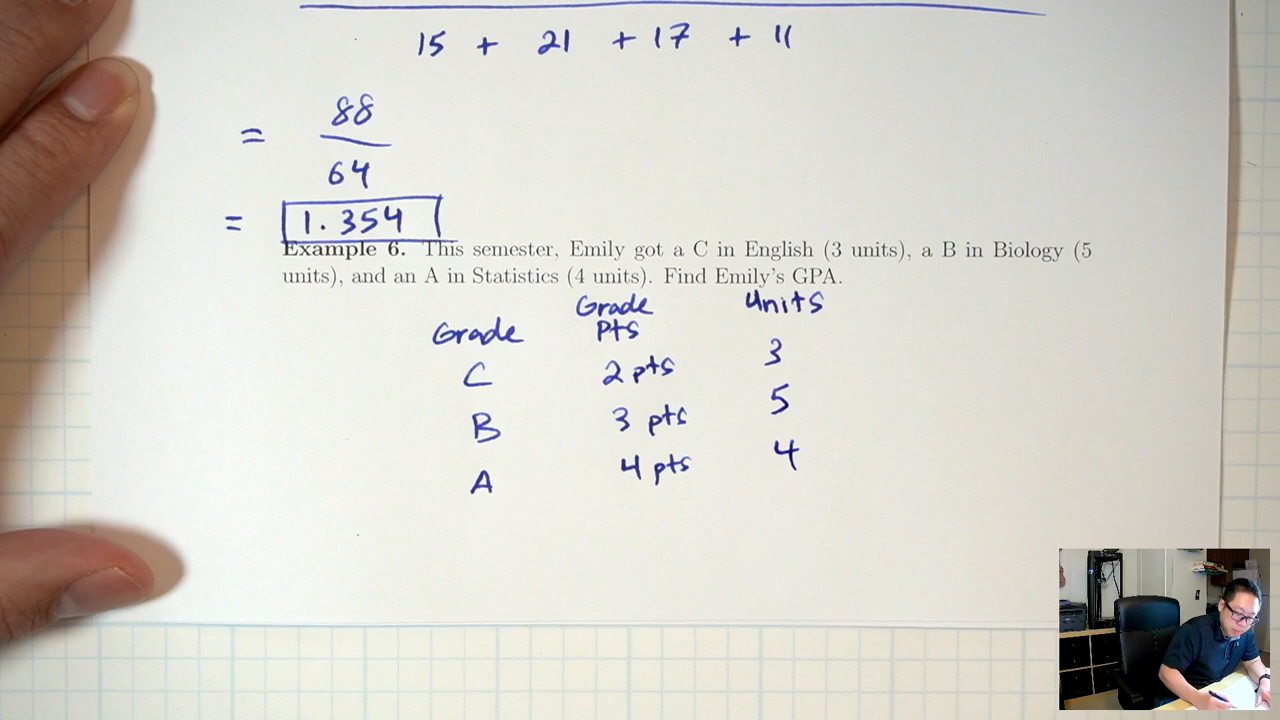 15 + 21 + 17 + 11
= 88
64
= 1.354
Example 6. This semester, Emily got a C in English (3 units), a B in Biology (5
units), and an A in Statistics (4 units). Find Emily's GPA.
Grade Grade Pts Units
C 2 pts 3
B 3 pts 5
A 4 pts 4